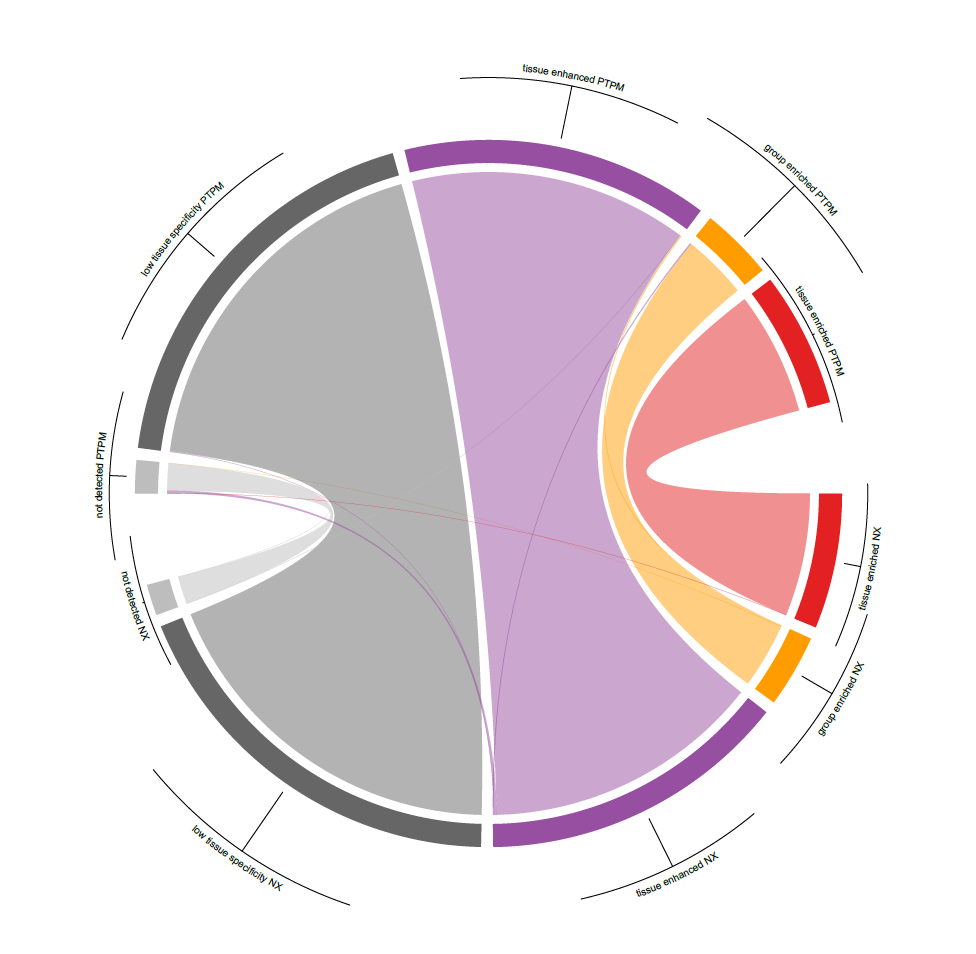 tissue enhanced PTPM
group enriched PTPM
low tissue specificity PTPM
tissue enriched PTPM
not detected PTPM
tissue enriched NX
not detected NX
group enriched NX
low tissue specificity NX
tissue enhanced NX